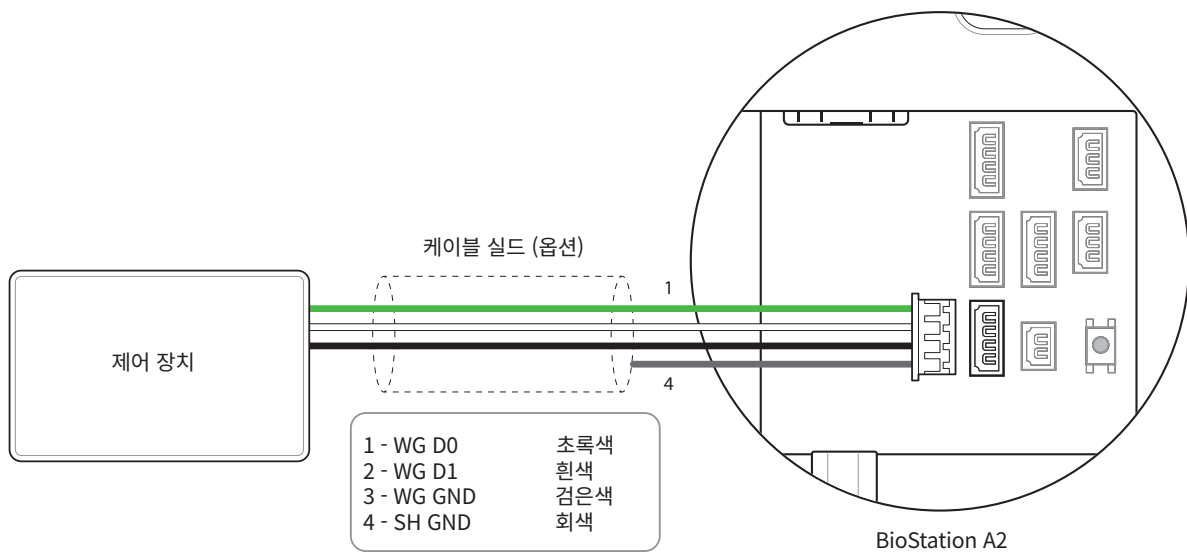 케이블 실드 (옵션)
1
제어 장치
4
1 - WG D0 초록색
2 - WG D1 흰색
3 - WG GND 검은색
4 - SH GND 회색
BioStation A2